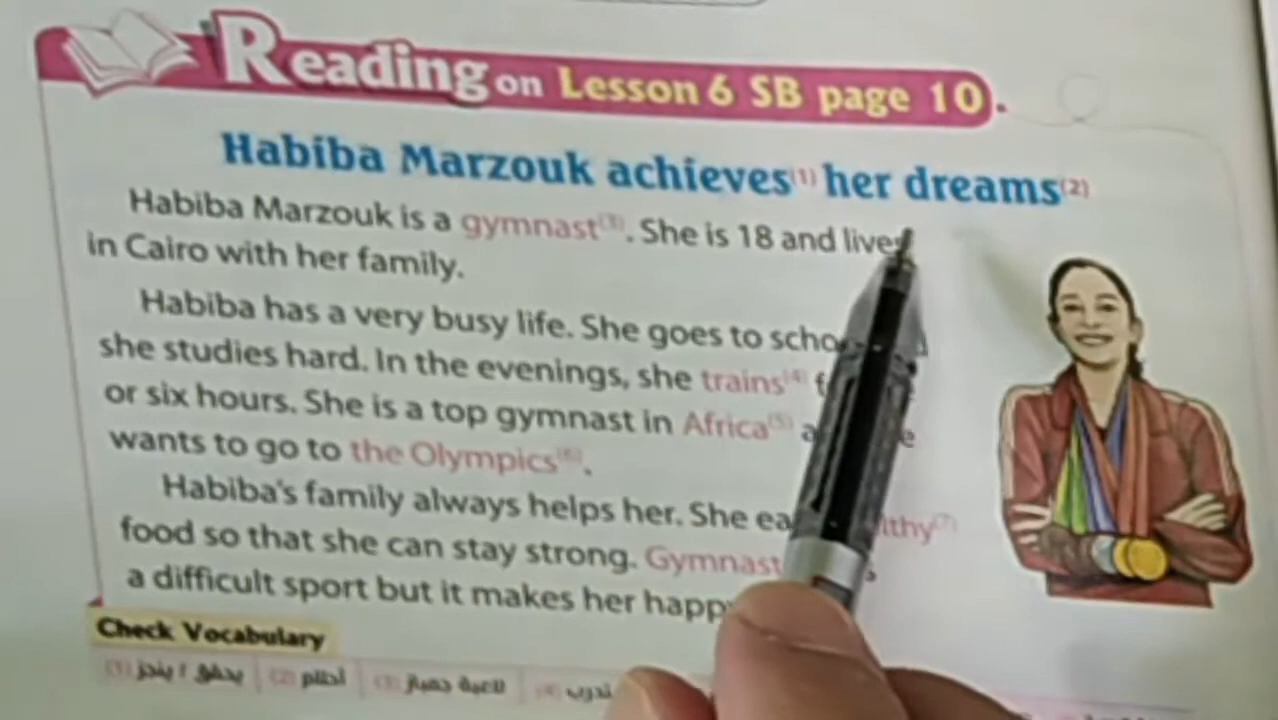 Reading on Lesson 6 SB page 10.
Habiba Marzouk achieves(1) her dreams(2)
Habiba Marzouk is a gymnast(3). She is 18 and lives
in Cairo with her family.
Habiba has a very busy life. She goes to
she studies hard. In the evenings, she trains(4)
or six hours. She is a top gymnast in Africa(5)
wants to go to the Olympics(6).
Habiba's family always helps her. She
food so that she can stay strong.
a difficult sport but it makes her
Check Vocabulary
(1) يحقق / ينجز (2) أحلام (3) لاعبة جمباز (4) تتدرب